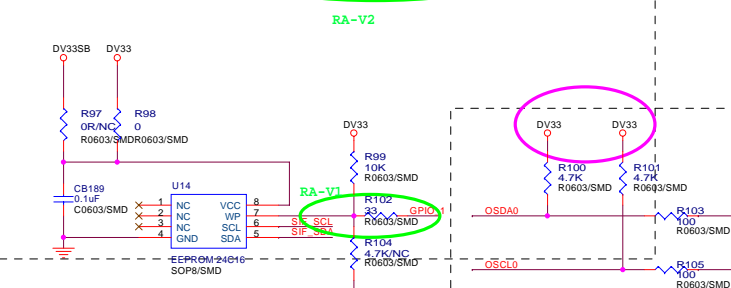 RA-V2
DV33SB DV33
R97 R98
0R/NC 0
R0603/SMD R0603/SMD
DV33
R99
10K
R0603/SMD
DV33 DV33
R100 R101
4.7K 4.7K
R0603/SMD R0603/SMD
CB189
0.1uF
C0603/SMD
U14
1 NC VCC 8
2 NC WP 7
3 NC SCL 6
4 GND SDA 5
EEPROM 24C16
SOP8/SMD
SIF_SCL
SIF_SDA
RA-V1
R102
33
R0603/SMD
GPIO_1
R104
4.7K/NC
R0603/SMD
OSDA0
R103
100
R0603/SMD
OSCL0
R105
100
R0603/SMD